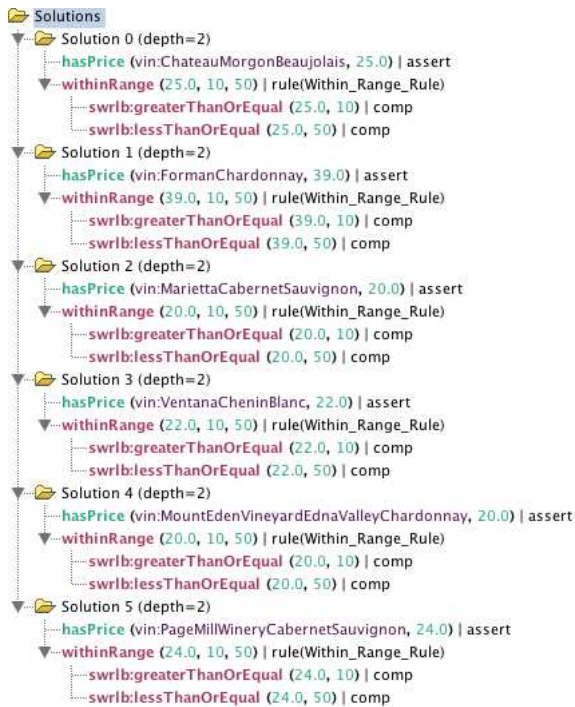 Solutions
Solution 0 (depth=2)
hasPrice (vin:ChateauMorgonBeaujolais, 25.0) | assert
withinRange (25.0, 10, 50) | rule(Within_Range_Rule)
swrlb:greaterThanOrEqual (25.0, 10) | comp
swrlb:lessThanOrEqual (25.0, 50) | comp
Solution 1 (depth=2)
hasPrice (vin:FormanChardonnay, 39.0) | assert
withinRange (39.0, 10, 50) | rule(Within_Range_Rule)
swrlb:greaterThanOrEqual (39.0, 10) | comp
swrlb:lessThanOrEqual (39.0, 50) | comp
Solution 2 (depth=2)
hasPrice (vin:MariettaCabernetSauvignon, 20.0) | assert
withinRange (20.0, 10, 50) | rule(Within_Range_Rule)
swrlb:greaterThanOrEqual (20.0, 10) | comp
swrlb:lessThanOrEqual (20.0, 50) | comp
Solution 3 (depth=2)
hasPrice (vin:VentanaCheninBlanc, 22.0) | assert
withinRange (22.0, 10, 50) | rule(Within_Range_Rule)
swrlb:greaterThanOrEqual (22.0, 10) | comp
swrlb:lessThanOrEqual (22.0, 50) | comp
Solution 4 (depth=2)
hasPrice (vin:MountEdenVineyardEdnaValleyChardonnay, 20.0) | assert
withinRange (20.0, 10, 50) | rule(Within_Range_Rule)
swrlb:greaterThanOrEqual (20.0, 10) | comp
swrlb:lessThanOrEqual (20.0, 50) | comp
Solution 5 (depth=2)
hasPrice (vin:PageMillWineryCabernetSauvignon, 24.0) | assert
withinRange (24.0, 10, 50) | rule(Within_Range_Rule)
swrlb:greaterThanOrEqual (24.0, 10) | comp
swrlb:lessThanOrEqual (24.0, 50) | comp